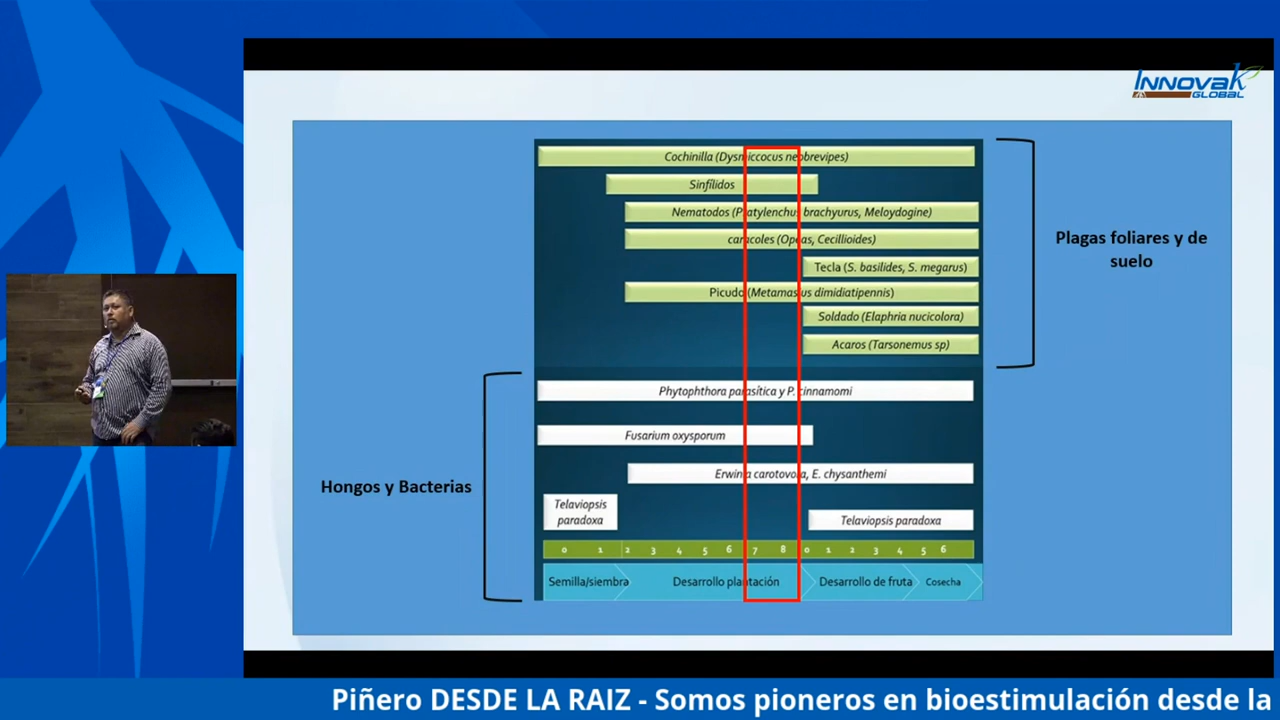 INNOVAK
GLOBAL
Cochinilla (Dysmiccocus neobrevipes)
Sinfílidos
Nematodos (Platylenchus brachyurus, Meloydogine)
caracoles (Opeas, Cecillioides)
Tecla (S. basilides, S. megarus)
Picudo (Metamasius dimidiatipennis)
Soldado (Elaphria nucicolora)
Acaros (Tarsonemus sp)
Plagas foliares y de
suelo
Phytophthora parasítica y P. cinnamomi
Fusarium oxysporum
Erwinia carotovora, E. chysanthemi
Hongos y Bacterias
Telaviopsis
paradoxa
Telaviopsis paradoxa
0 1 2 3 4 5 6 7 8 0 1 2 3 4 5 6
Semilla/siembra Desarrollo plantación Desarrollo de fruta Cosecha
Piñero DESDE LA RAIZ - Somos pioneros en bioestimulación desde la